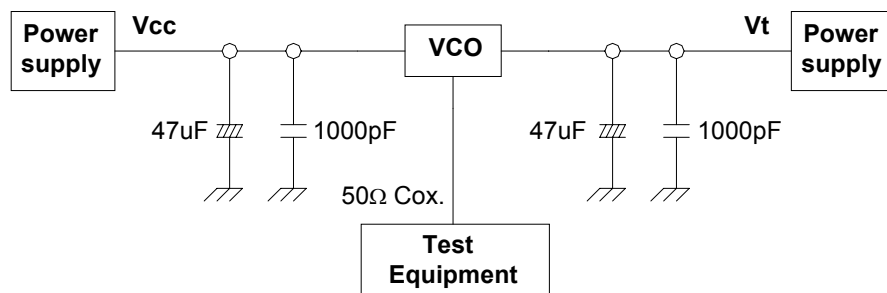 Power
supply
Vcc
VCO
Vt
Power
supply
47uF
1000pF
47uF
1000pF
50Ω Cox.
Test
Equipment